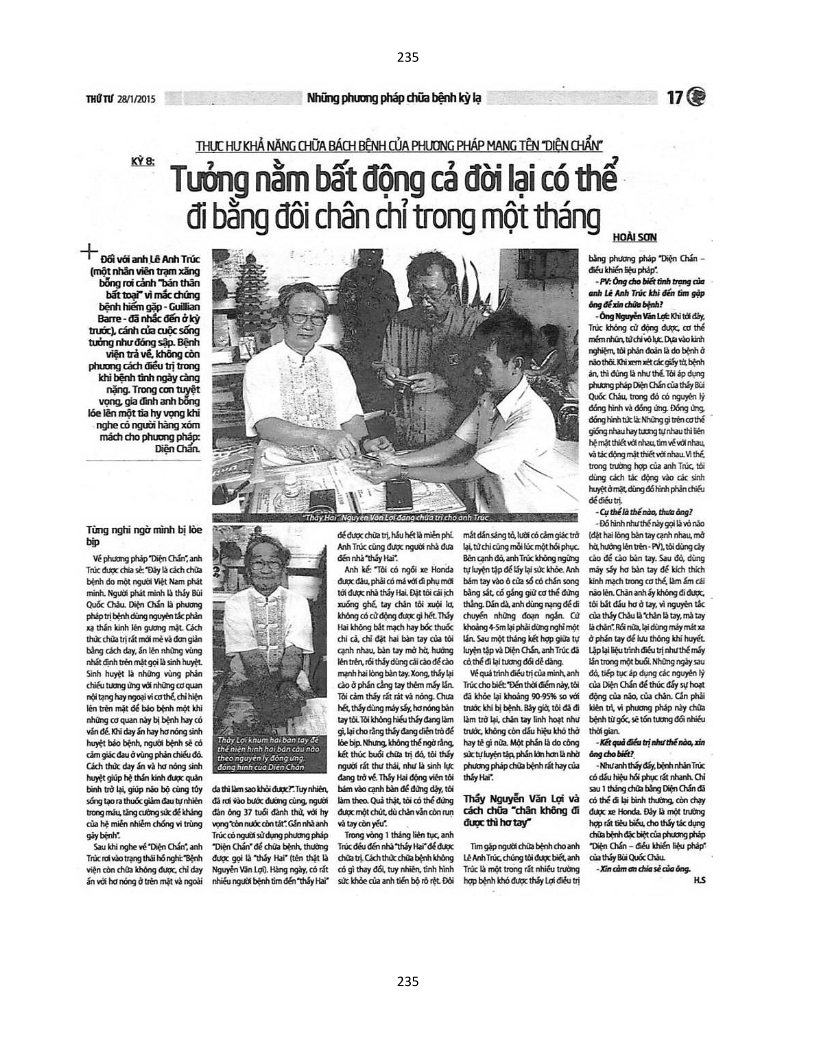 235
THỨ TƯ 28/1/2015
Những phương pháp chữa bệnh kỳ lạ
17
THỰC HƯ KHẢ NĂNG CHỮA BÁCH BỆNH CỦA PHƯƠNG PHÁP MANG TÊN "DIỆN CHẨN"
KỲ 8:
Tưởng nằm bất động cả đời lại có thể
đi bằng đôi chân chỉ trong một tháng
HOÀI SƠN
Đối với anh Lê Anh Trúc
(một nhân viên trạm xăng
bỗng rơi cảnh "bán thân
bất toại" vì mắc chứng
bệnh hiếm gặp - Guillian
Barre - đã nhắc đến ở kỳ
trước), cánh cửa cuộc sống
tưởng như đóng sập. Bệnh
viện trả về, không còn
phương cách điều trị trong
khi bệnh tình ngày càng
nặng. Trong cơn tuyệt
vọng, gia đình anh bỗng
lóe lên một tia hy vọng khi
nghe có người hàng xóm
mách cho phương pháp:
Diện Chẩn.
"Thầy Hai" Nguyễn Văn Lợi đang chữa trị cho anh Trúc
Từng nghi ngờ mình bị lòe
bịp
Về phương pháp "Diện Chẩn", anh
Trúc được chia sẻ: "Đây là cách chữa
bệnh do một người Việt Nam phát
minh. Người phát minh là thầy Bùi
Quốc Châu. Diện Chẩn là phương
pháp trị bệnh dùng nguyên tắc phản
xạ thần kinh lên gương mặt. Cách
thức chữa trị rất mới mẻ và đơn giản
bằng cách day, ấn lên những vùng
nhất định trên mặt gọi là sinh huyệt.
Sinh huyệt là những vùng phản
chiếu tương ứng với những cơ quan
nội tạng hay ngoại vi cơ thể, chỉ hiện
lên trên mặt để báo bệnh một khi
những cơ quan này bị bệnh hay có
vấn đề. Khi day ấn hay hơ nóng sinh
huyệt báo bệnh, người bệnh sẽ có
cảm giác đau ở vùng phản chiếu đó.
Cách thức day ấn và hơ nóng sinh
huyệt giúp hệ thần kinh được quân
bình trở lại, giúp não bộ cùng tủy
sống tạo ra thuốc giảm đau tự nhiên
trong máu, tăng cường sức đề kháng
của hệ miễn nhiễm chống vi trùng
gây bệnh".
Sau khi nghe về "Diện Chẩn", anh
Trúc rơi vào trạng thái hồ nghi: "Bệnh
viện còn chữa không được, chỉ day
ấn với hơ nóng ở trên mặt và ngoài
Thầy Lợi khum hai bàn tay để
thể hiện hình hai bán cầu não
theo nguyên lý đồng ứng,
đồng hình của Diện Chẩn
da thì làm sao khỏi được?". Tuy nhiên,
đã rơi vào bước đường cùng, người
đàn ông 37 tuổi đành thử, với hy
vọng "còn nước còn tát". Gần nhà anh
Trúc có người sử dụng phương pháp
"Diện Chẩn" để chữa bệnh, thường
được gọi là "thầy Hai" (tên thật là
Nguyễn Văn Lợi). Hàng ngày, có rất
nhiều người bệnh tìm đến "thầy Hai"
để được chữa trị, hầu hết là miễn phí.
Anh Trúc cũng được người nhà đưa
đến nhà "thầy Hai".
Anh kể: "Tôi có ngồi xe Honda
được đâu, phải có má vớ đi phụ mới
tới được nhà thầy Hai. Đặt tôi cái ịch
xuống ghế, tay chân tôi xuội lơ,
không có cử động được gì hết. Thầy
Hai không bắt mạch hay bốc thuốc
chi cả, chỉ đặt hai bàn tay của tôi
cạnh nhau, bàn tay mở hờ, hướng
lên trên, rồi thầy dùng cái cào để cào
mạnh hai lòng bàn tay. Xong, thầy lại
cào ở phần cẳng tay thêm mấy lần.
Tôi cảm thấy rất rát và nóng. Chưa
hết, thầy dùng máy sấy, hơ nóng bàn
tay tôi. Tôi không hiểu thầy đang làm
gì, lại cho rằng thầy đang diễn trò để
lòe bịp. Nhưng, không thể ngờ rằng,
kết thúc buổi chữa trị đó, tôi thấy
người rất thư thái, như là sinh lực
đang trở về. Thầy Hai động viên tôi
bám vào cạnh bàn để đứng dậy, tôi
làm theo. Quả thật, tôi có thể đứng
được một chút, dù chân vẫn còn run
và tay còn yếu".
Trong vòng 1 tháng liên tục, anh
Trúc đều đến nhà "thầy Hai" để được
chữa trị. Cách thức chữa bệnh không
có gì thay đổi, tuy nhiên, tình hình
sức khỏe của anh tiến bộ rõ rệt. Đôi
mắt dần sáng tỏ, lưỡi có cảm giác trở
lại, tứ chi cũng mỗi lúc một hồi phục.
Bên cạnh đó, anh Trúc không ngừng
tự luyện tập để lấy lại sức khỏe. Anh
bám tay vào ô cửa sổ có chấn song
bằng sắt, cố gắng giữ cơ thể đứng
thẳng. Dần dà, anh dùng nạng để di
chuyển những đoạn ngắn. Cứ
khoảng 4-5m lại phải dừng nghỉ một
lần. Sau một tháng kết hợp giữa tự
luyện tập và Diện Chẩn, anh Trúc đã
có thể đi lại tương đối dễ dàng.
Về quá trình điều trị của mình, anh
Trúc cho biết: "Đến thời điểm này, tôi
đã khỏe lại khoảng 90-95% so với
trước khi bị bệnh. Bây giờ, tôi đã đi
làm trở lại, chân tay linh hoạt như
trước, không còn dấu hiệu khó thở
hay tê gì nữa. Một phần là do công
sức tự luyện tập, phần lớn hơn là nhờ
phương pháp chữa bệnh rất hay của
thầy Hai".
Thầy Nguyễn Văn Lợi và
cách chữa "chân không đi
được thì hơ tay"
Tìm gặp người chữa bệnh cho anh
Lê Anh Trúc, chúng tôi được biết, anh
Trúc là một trong rất nhiều trường
hợp bệnh khó được thầy Lợi điều trị
bằng phương pháp "Diện Chẩn –
điều khiển liệu pháp".
- PV: Ông cho biết tình trạng của
anh Lê Anh Trúc khi đến tìm gặp
ông để xin chữa bệnh?
- Ông Nguyễn Văn Lợi: Khi tới đây,
Trúc không cử động được, cơ thể
mềm nhũn, tứ chi vô lực. Dựa vào kinh
nghiệm, tôi phán đoán là do bệnh ở
não thôi. Khi xem xét các giấy tờ, bệnh
án, thì đúng là như thế. Tôi áp dụng
phương pháp Diện Chẩn của thầy Bùi
Quốc Châu, trong đó có nguyên lý
đồng hình và đồng ứng. Đồng ứng,
đồng hình tức là: Những gì trên cơ thể
giống nhau hay tương tự nhau thì liên
hệ mật thiết với nhau, tìm về với nhau,
và tác động mật thiết với nhau. Vì thế,
trong trường hợp của anh Trúc, tôi
dùng cách tác động vào các sinh
huyệt ở mặt, dùng đồ hình phản chiếu
để điều trị.
- Cụ thể là thế nào, thưa ông?
- Đồ hình như thế này gọi là vỏ não
(đặt hai lòng bàn tay cạnh nhau, mở
hờ, hướng lên trên - PV), tôi dùng cây
cào để cào bàn tay. Sau đó, dùng
máy sấy hơ bàn tay để kích thích
kinh mạch trong cơ thể, làm ấm cái
não lên. Chân anh ấy không đi được,
tôi bắt đầu hơ ở tay, vì nguyên tắc
của thầy Châu là "chân là tay, mà tay
là chân". Rồi nữa, lại dùng máy mát xa
ở phần tay để lưu thông khí huyết.
Lặp lại liệu trình điều trị như thế mấy
lần trong một buổi. Những ngày sau
đó, tiếp tục áp dụng các nguyên lý
của Diện Chẩn để thúc đẩy sự hoạt
động của não, của chân. Cần phải
kiên trì, vì phương pháp này chữa
bệnh từ gốc, sẽ tốn tương đối nhiều
thời gian.
- Kết quả điều trị như thế nào, xin
ông cho biết?
- Như anh thấy đấy, bệnh nhân Trúc
có dấu hiệu hồi phục rất nhanh. Chỉ
sau 1 tháng chữa bằng Diện Chẩn đã
có thể đi lại bình thường, còn chạy
được xe Honda. Đây là một trường
hợp rất tiêu biểu, cho thấy tác dụng
chữa bệnh đặc biệt của phương pháp
"Diện Chẩn – điều khiển liệu pháp"
của thầy Bùi Quốc Châu.
- Xin cảm ơn chia sẻ của ông.
H.S
235